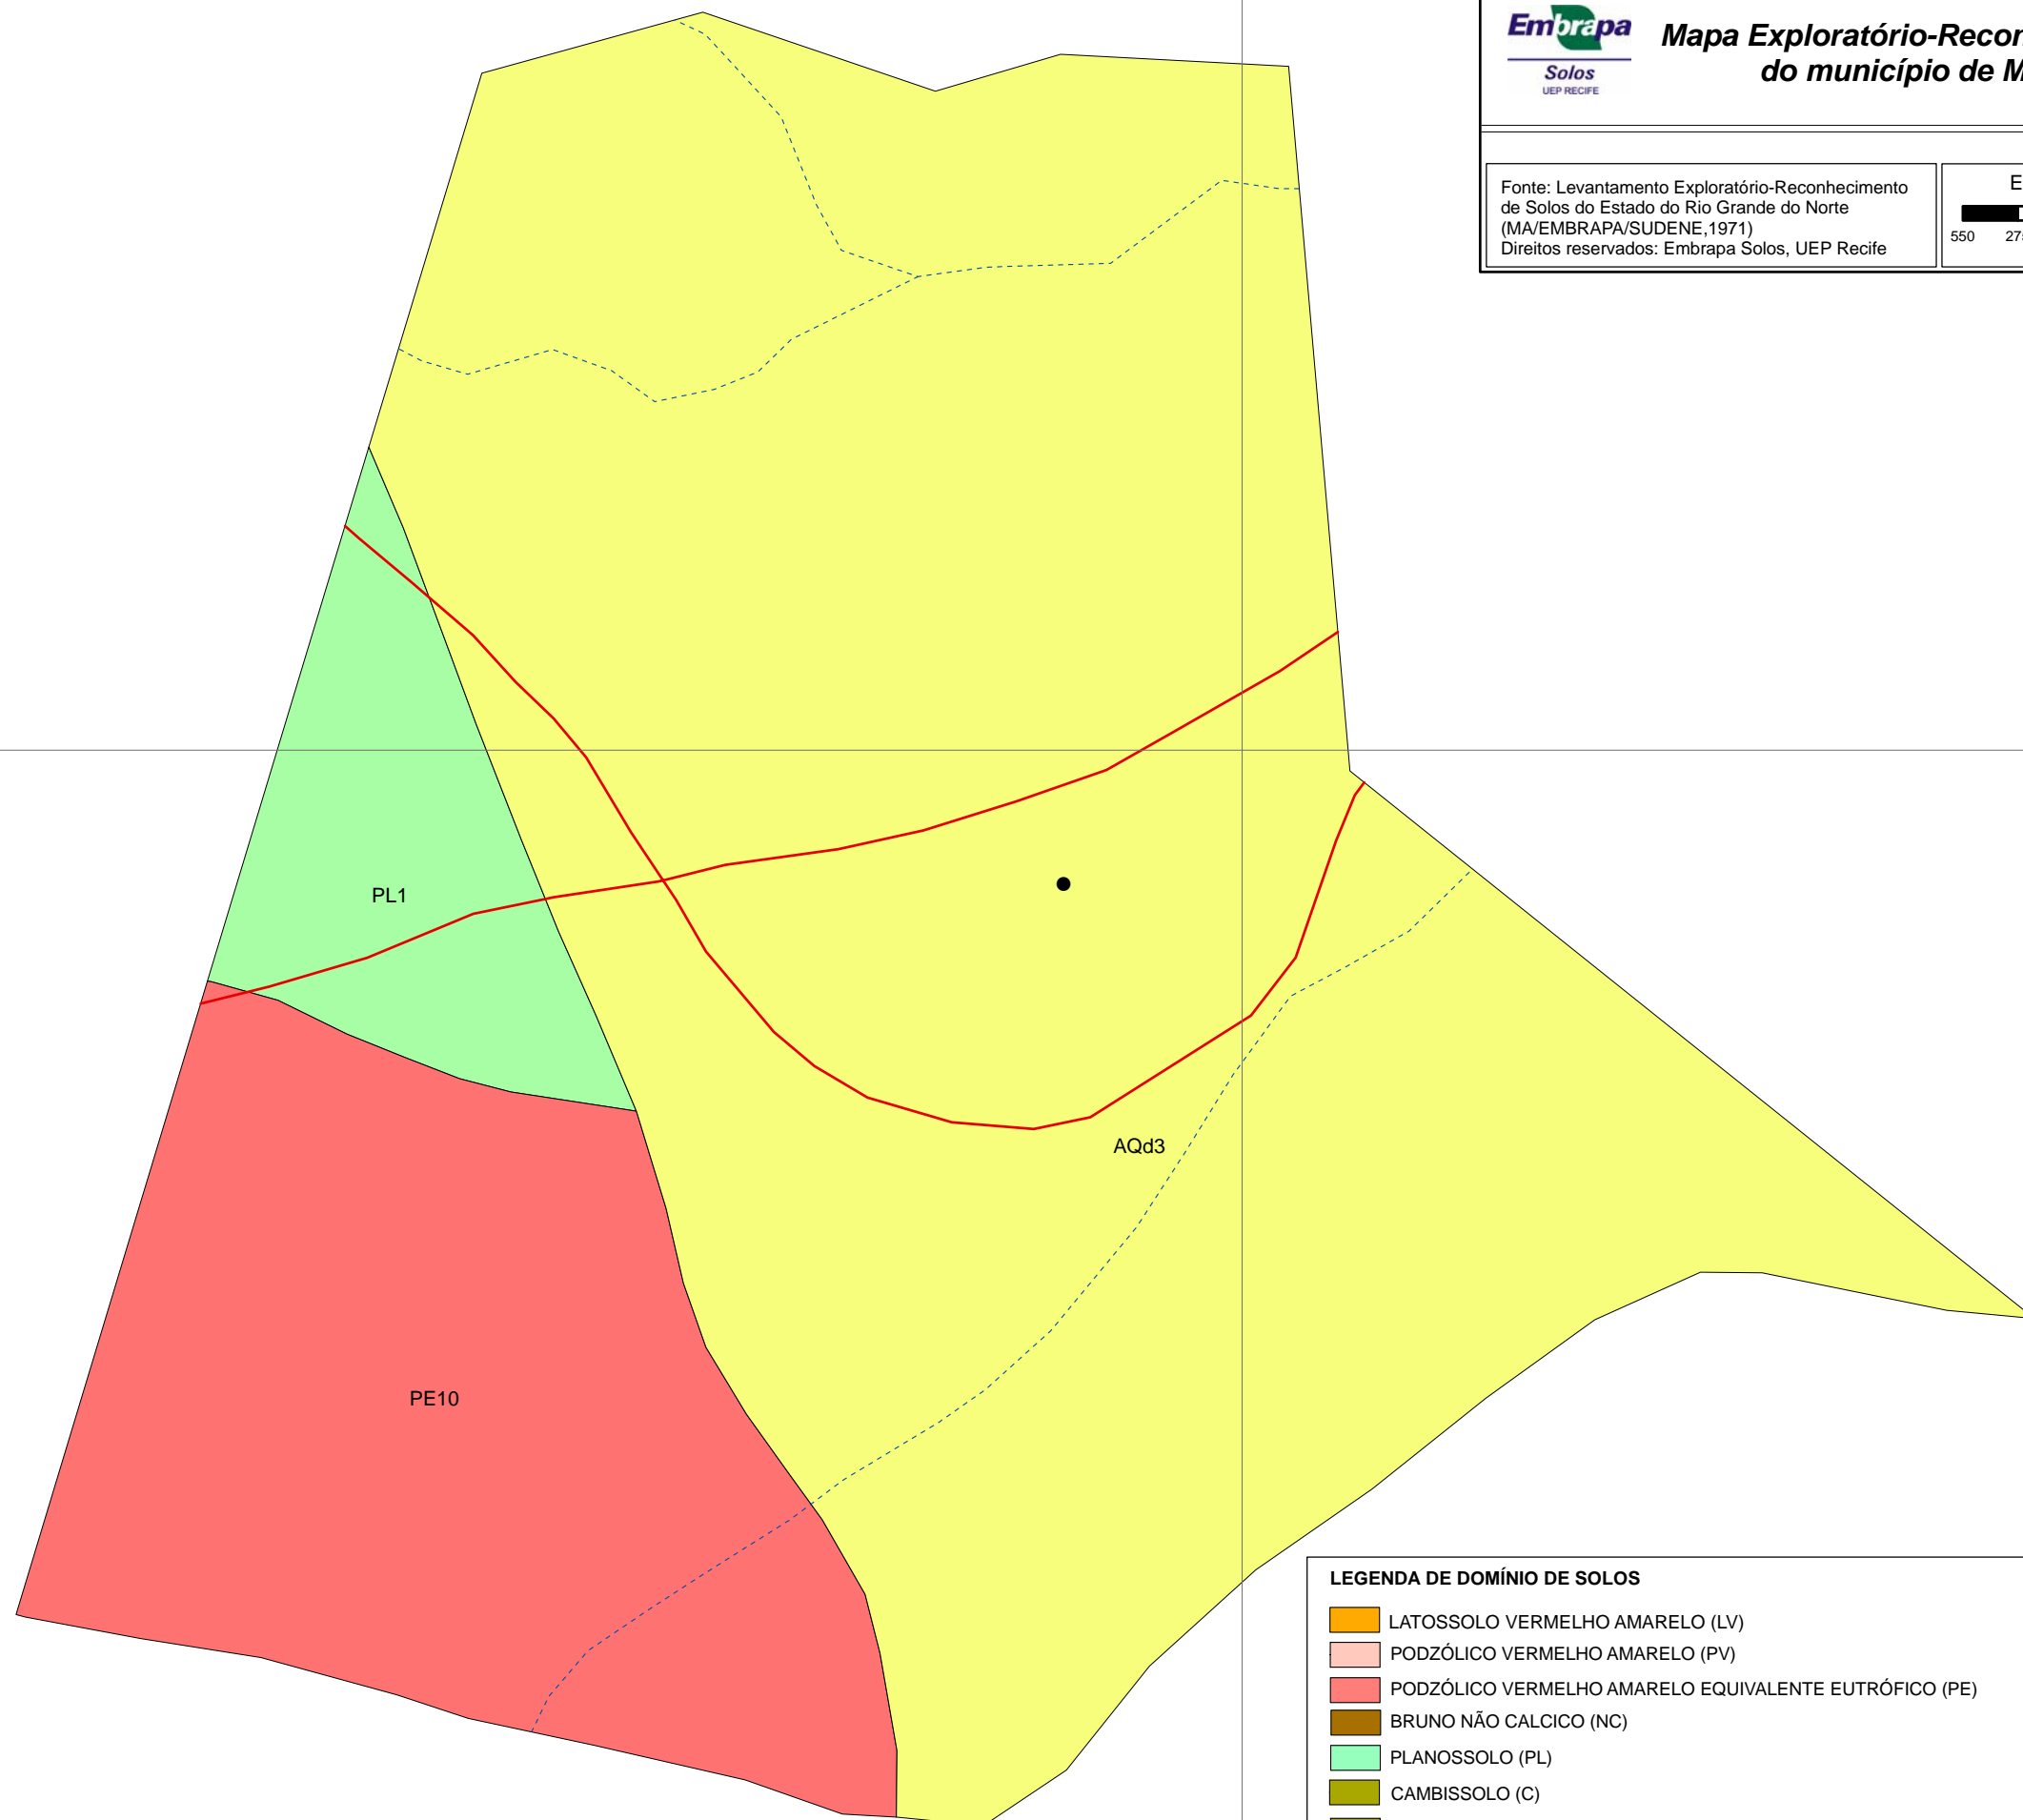 Embrapa
Solos
UEP RECIFE
Mapa Exploratório-Recon
do município de M
Fonte: Levantamento Exploratório-Reconhecimento
de Solos do Estado do Rio Grande do Norte
(MA/EMBRAPA/SUDENE,1971)
Direitos reservados: Embrapa Solos, UEP Recife
E
550 275
PL1
AQd3
PE10
LEGENDA DE DOMÍNIO DE SOLOS
LATOSSOLO VERMELHO AMARELO (LV)
PODZÓLICO VERMELHO AMARELO (PV)
PODZÓLICO VERMELHO AMARELO EQUIVALENTE EUTRÓFICO (PE)
BRUNO NÃO CALCICO (NC)
PLANOSSOLO (PL)
CAMBISSOLO (C)